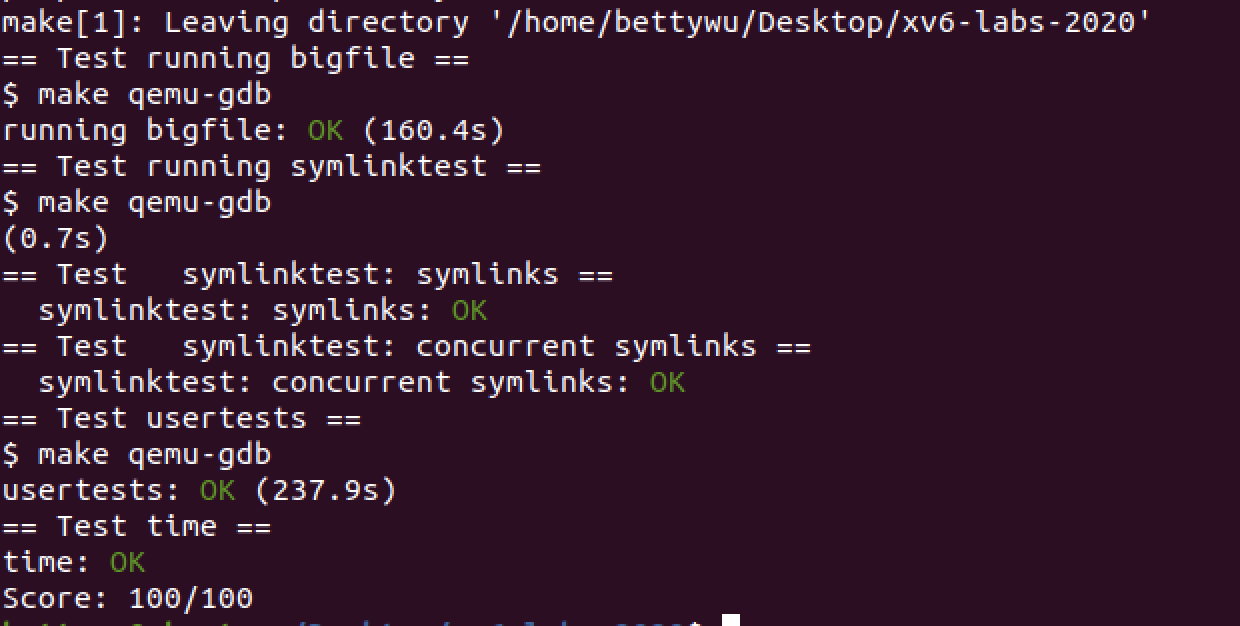 make[1]: Leaving directory '/home/bettywu/Desktop/xv6-labs-2020'
== Test running bigfile ==
$ make qemu-gdb
running bigfile: OK (160.4s)
== Test running symlinktest ==
$ make qemu-gdb
(0.7s)
== Test   symlinktest: symlinks ==
  symlinktest: symlinks: OK
== Test   symlinktest: concurrent symlinks ==
  symlinktest: concurrent symlinks: OK
== Test usertests ==
$ make qemu-gdb
usertests: OK (237.9s)
== Test time ==
time: OK
Score: 100/100